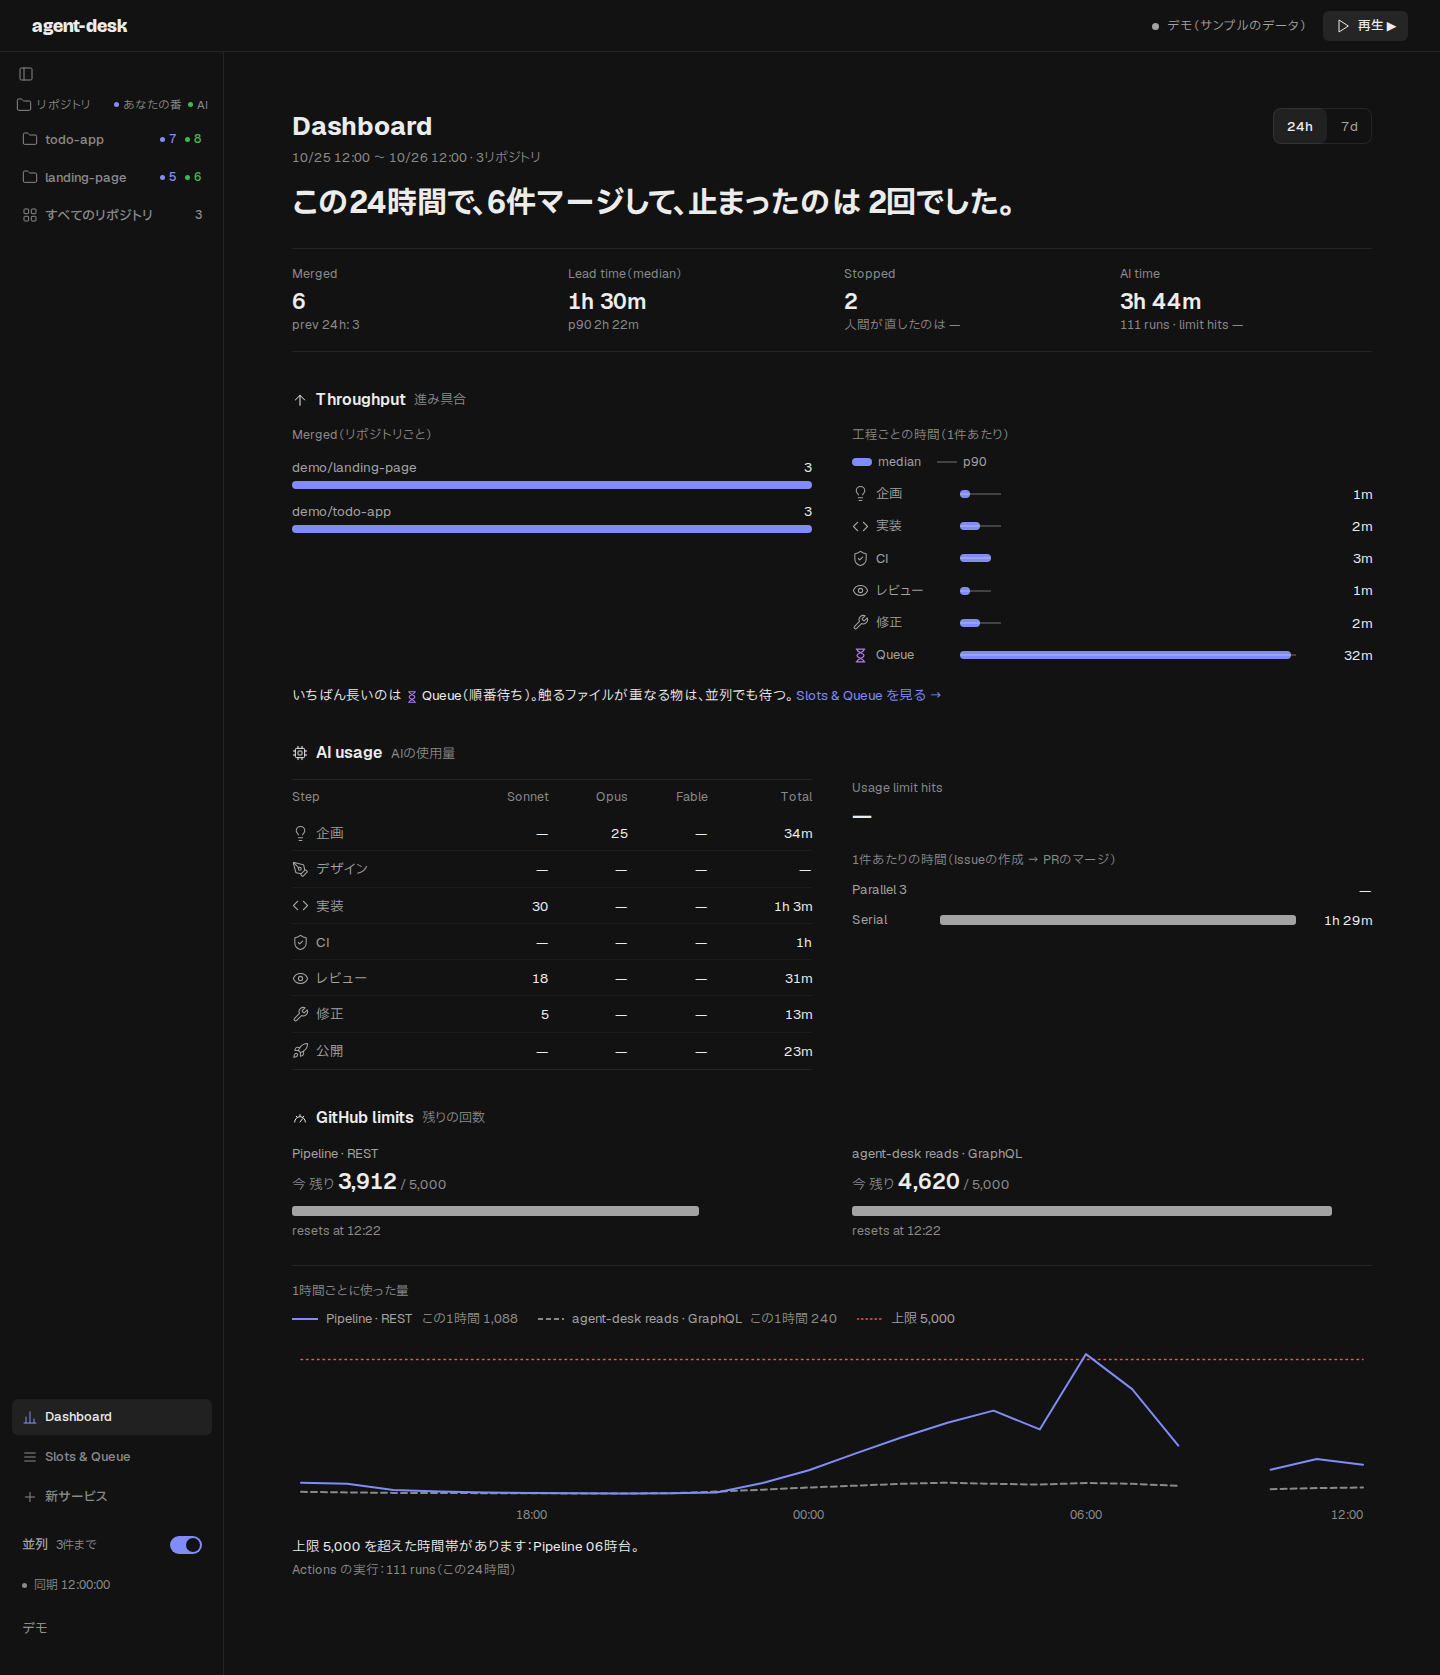 agent-desk
デモ(サンプルのデータ)
再生 ▶
リポジトリ
あなたの番
AI
todo-app 7 8
landing-page 5 6
すべてのリポジトリ 3
Dashboard
24h 7d
10/25 12:00 〜 10/26 12:00 · 3リポジトリ
この24時間で、6件マージして、止まったのは 2回でした。
Merged
6
prev 24h: 3
Lead time(median)
1h 30m
p90 2h 22m
Stopped
2
人間が直したのは —
AI time
3h 44m
111 runs · limit hits —
Throughput 進み具合
Merged(リポジトリごと)
demo/landing-page 3
demo/todo-app 3
工程ごとの時間(1件あたり)
median p90
企画 1m
実装 2m
CI 3m
レビュー 1m
修正 2m
Queue 32m
いちばん長いのは Queue(順番待ち)。触るファイルが重なる物は、並列でも待つ。Slots & Queue を見る →
AI usage AIの使用量
Step Sonnet Opus Fable Total
企画 — 25 — 34m
デザイン — — — —
実装 30 — — 1h 3m
CI — — — 1h
レビュー 18 — — 31m
修正 5 — — 13m
公開 — — — 23m
Usage limit hits
—
1件あたりの時間(Issueの作成 → PRのマージ)
Parallel 3 —
Serial 1h 29m
GitHub limits 残りの回数
Pipeline · REST
今 残り 3,912 / 5,000
resets at 12:22
agent-desk reads · GraphQL
今 残り 4,620 / 5,000
resets at 12:22
1時間ごとに使った量
Pipeline · REST この1時間 1,088
agent-desk reads · GraphQL この1時間 240
上限 5,000
18:00 00:00 06:00 12:00
上限 5,000 を超えた時間帯があります:Pipeline 06時台。
Actions の実行:111 runs(この24時間)
Dashboard
Slots & Queue
新サービス
並列 3件まで
同期 12:00:00
デモ